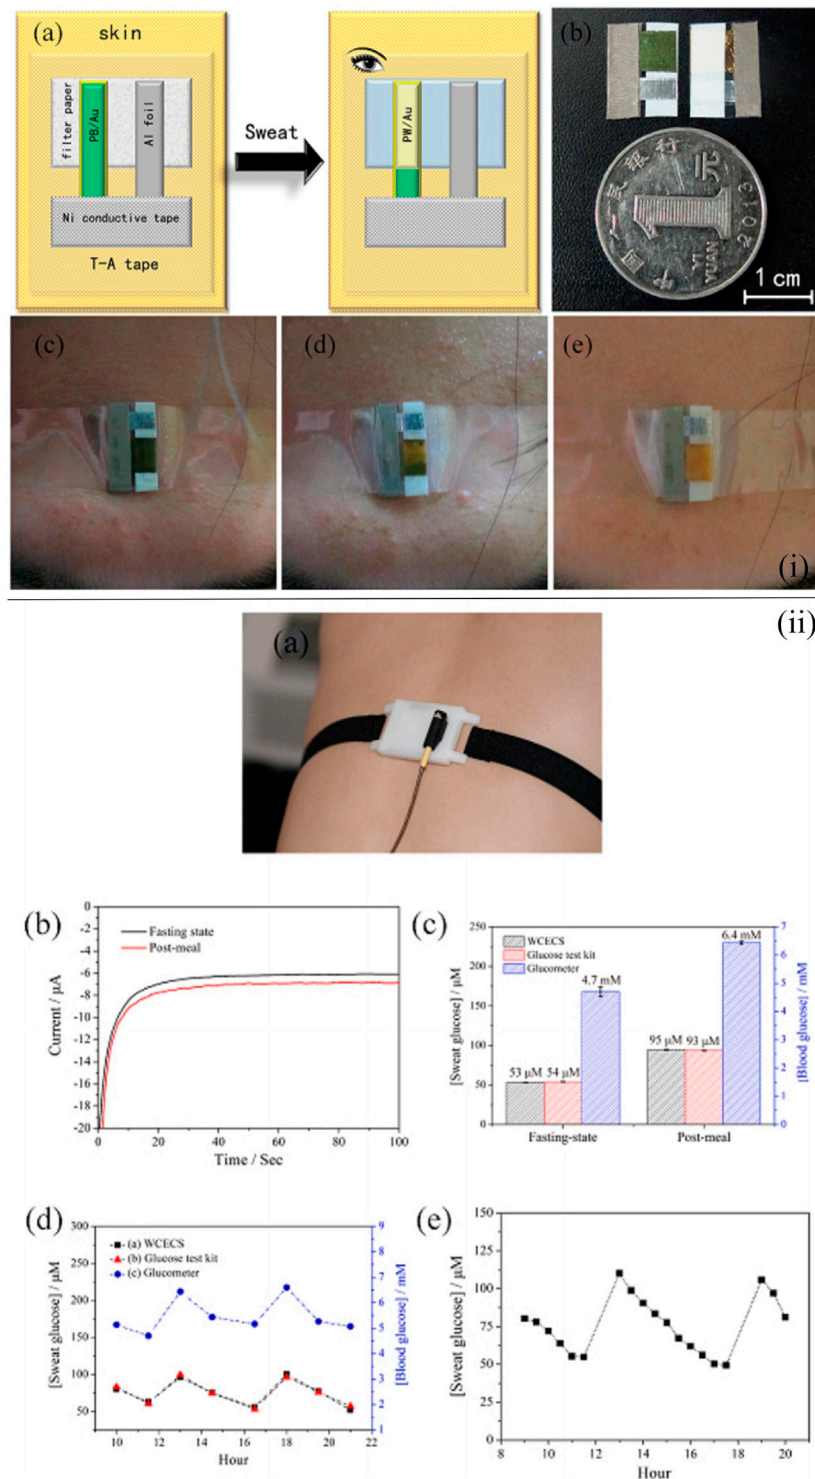 (a)
skin
filter paper
PB/Au
Al foil
Ni conductive tape
T-A tape
Sweat
PW/Au
(b)
中国人民银行
1
元
YI
YUAN
2013
1 cm
(c)
(d)
(e)
(i)
(ii)
(a)
(b)
Fasting state
Post-meal
Current / μA
0
-2
-4
-6
-8
-10
-12
-14
-16
-18
-20
0 20 40 60 80 100
Time / Sec
(c)
WCECS
Glucose test kit
Glucometer
[Sweat glucose] / μM
250
200
150
100
50
0
53 μM 54 μM
4.7 mM
95 μM 93 μM
6.4 mM
7
6
5
4
3
2
1
0
[Blood glucose] / mM
Fasting-state Post-meal
(d)
(a) WCECS
(b) Glucose test kit
(c) Glucometer
[Sweat glucose] / μM
300
250
200
150
100
50
9
8
7
6
5
4
3
2
1
[Blood glucose] / mM
10 12 14 16 18 20 22
Hour
(e)
[Sweat glucose] / μM
150
125
100
75
50
25
0
8 10 12 14 16 18 20
Hour